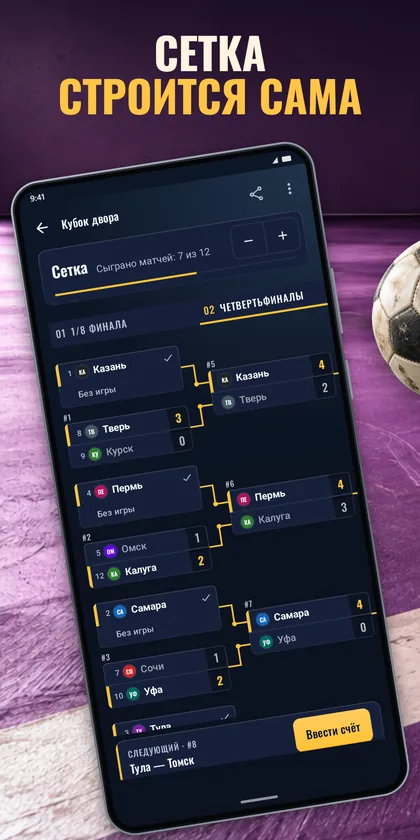 СЕТКА
СТРОИТСЯ САМА
9:41
Кубок двора
Сетка Сыграно матчей: 7 из 12
01 1/8 ФИНАЛА
02 ЧЕТВЕРТЬФИНАЛЫ
1 КА Казань
Без игры
#1
8 ТВ Тверь 3
9 КУ Курск 0
#5
КА Казань 4
ТВ Тверь 2
4 ПЕ Пермь
Без игры
#2
5 ОМ Омск 1
12 КА Калуга 2
#6
ПЕ Пермь 4
КА Калуга 3
2 СА Самара
Без игры
#3
7 СО Сочи 1
10 УФ Уфа 2
#7
СА Самара 4
УФ Уфа 0
3 ТУ Тула
СЛЕДУЮЩИЙ · #8
Тула — Томск
Ввести счёт